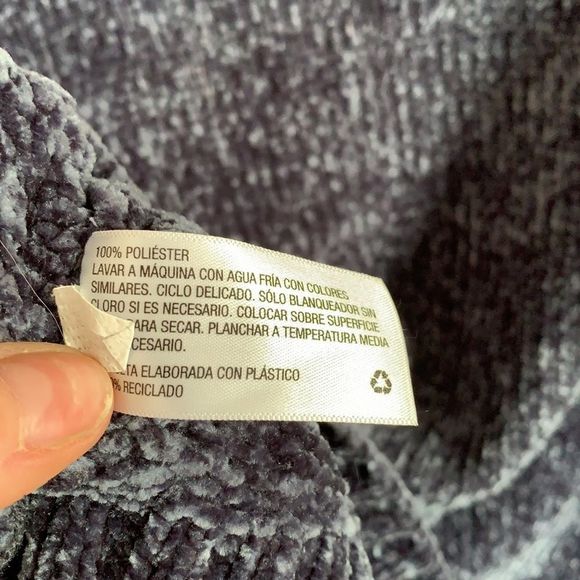 100% POLIÉSTER
LAVAR A MÁQUINA CON AGUA FRÍA CON COLORES
SIMILARES. CICLO DELICADO. SÓLO BLANQUEADOR SIN
CLORO SI ES NECESARIO. COLOCAR SOBRE SUPERFICIE
PARA SECAR. PLANCHAR A TEMPERATURA MEDIA
ELABORADA CON PLÁSTICO
RECICLADO